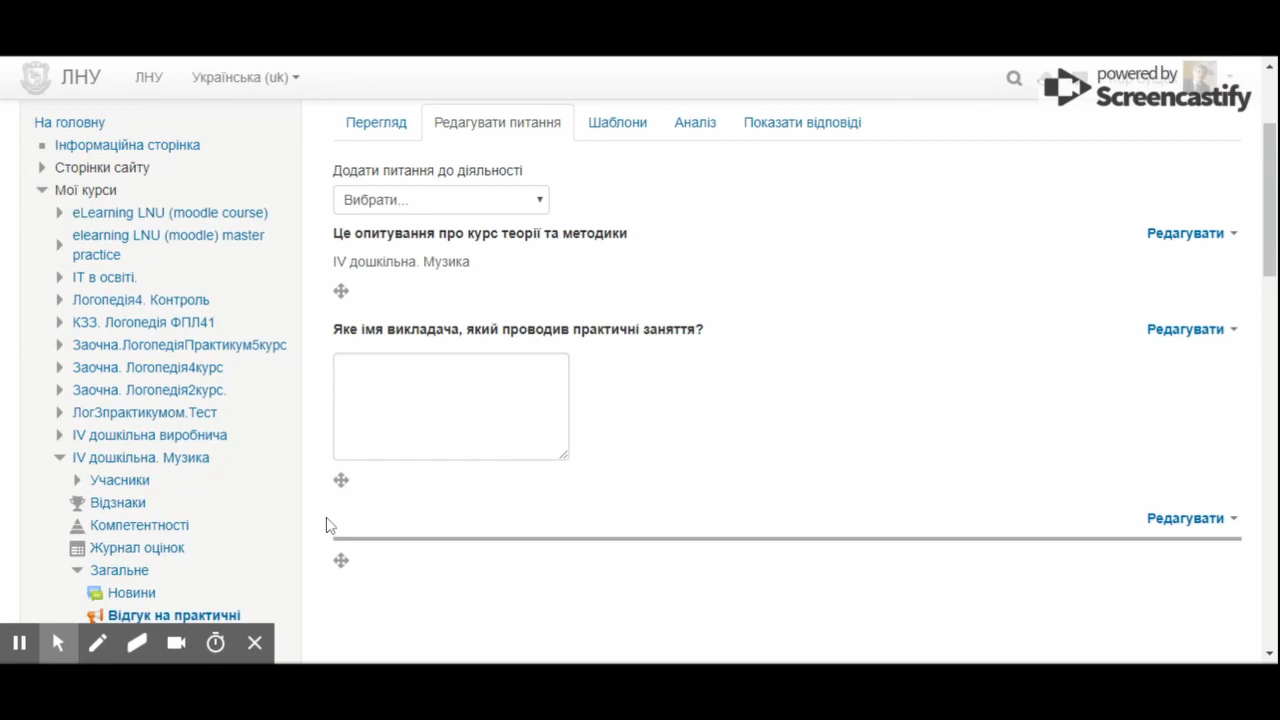 ЛНУ
ЛНУ
Українська (uk)
powered by
Screencastify
На головну
Інформаційна сторінка
Сторінки сайту
Мої курси
eLearning LNU (moodle course)
elearning LNU (moodle) master
practice
ІТ в освіті.
Логопедія4. Контроль
КЗЗ. Логопедія ФПЛ41
Заочна.ЛогопедіяПрактикум5курс
Заочна. Логопедія4курс
Заочна. Логопедія2курс.
Лог3практикумом.Тест
IV дошкільна виробнича
IV дошкільна. Музика
Учасники
Відзнаки
Компетентності
Журнал оцінок
Загальне
Новини
Відгук на практичні
Перегляд
Редагувати питання
Шаблони
Аналіз
Показати відповіді
Додати питання до діяльності
Вибрати...
Це опитування про курс теорії та методики
Редагувати
IV дошкільна. Музика
Яке імя викладача, який проводив практичні заняття?
Редагувати
Редагувати